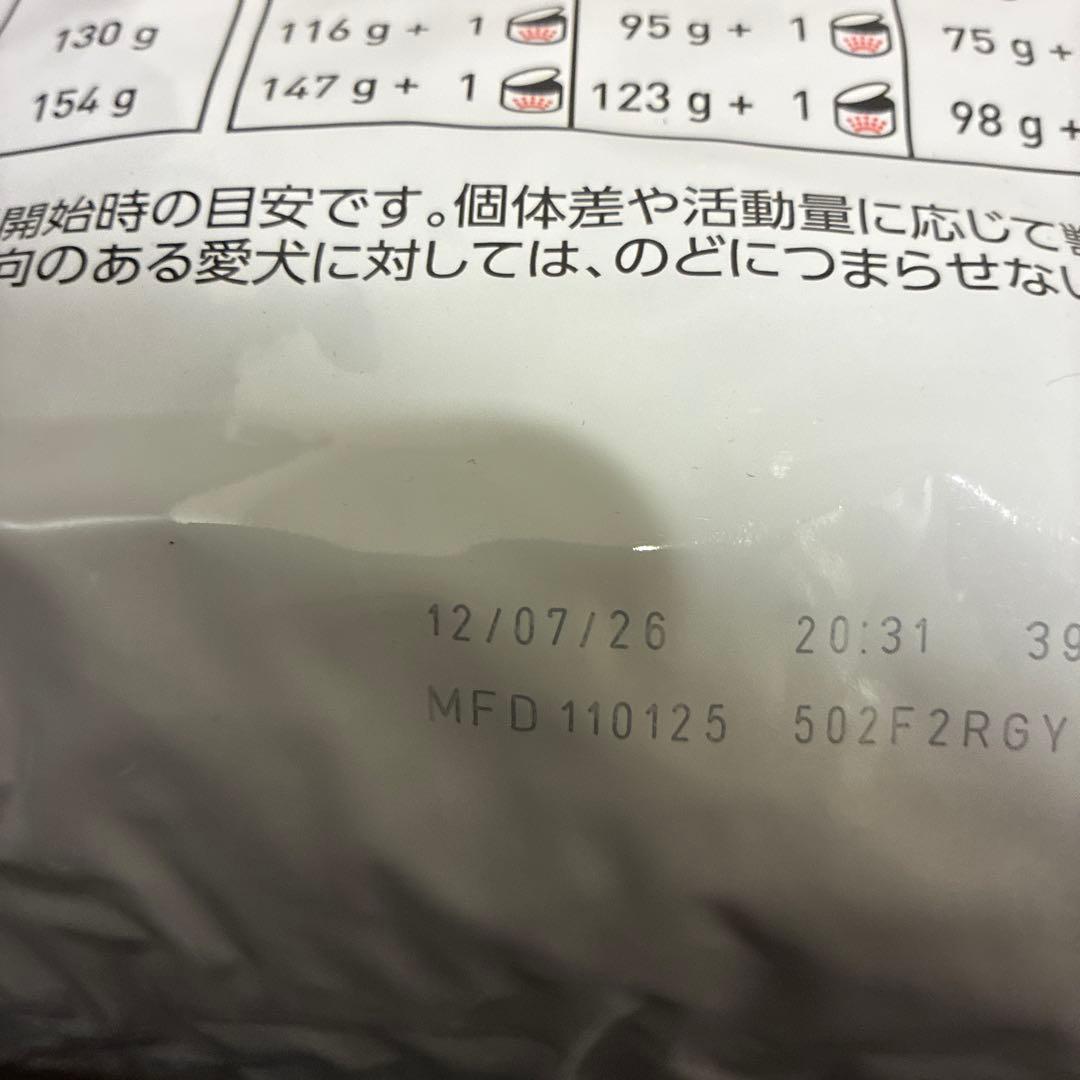 130 g 116 g + 1 95 g + 1 75 g +
154 g 147 g + 1 123 g + 1 98 g +
開始時の目安です。個体差や活動量に応じて
のある愛犬に対しては、のどにつまらせない
12/07/26 20:31 39
MFD 110125 502F2RGY